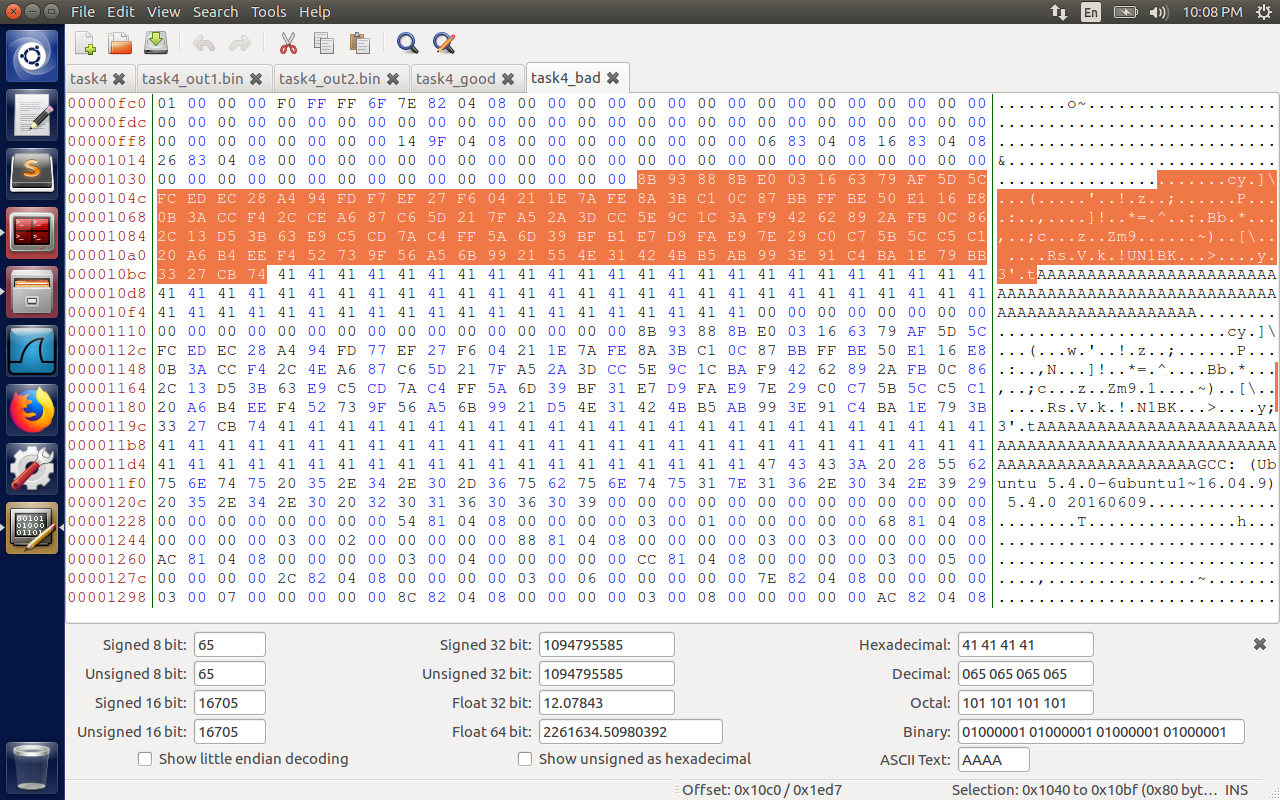 File Edit View Search Tools Help
En 10:08 PM
task4 task4_out1.bin task4_out2.bin task4_good task4_bad
00000fc0 01 00 00 00 F0 FF FF 6F 7E 82 04 08 00 00 00 00 00 00 00 00 00 00 00 00 00 00 00 00 .......o~...................
00000fdc 00 00 00 00 00 00 00 00 00 00 00 00 00 00 00 00 00 00 00 00 00 00 00 00 00 00 00 00 ............................
00000ff8 00 00 00 00 00 00 00 00 14 9F 04 08 00 00 00 00 00 00 00 00 06 83 04 08 16 83 04 08 ............................
00001014 26 83 04 08 00 00 00 00 00 00 00 00 00 00 00 00 00 00 00 00 00 00 00 00 00 00 00 00 &...........................
00001030 00 00 00 00 00 00 00 00 00 00 00 00 00 00 00 00 8B 93 88 8B E0 03 16 63 79 AF 5D 5C .......................cy.]\
0000104c FC ED EC 28 A4 94 FD F7 EF 27 F6 04 21 1E 7A FE 8A 3B C1 0C 87 BB FF BE 50 E1 16 E8 ...(.....'..!.z..;......P...
00001068 0B 3A CC F4 2C CE A6 87 C6 5D 21 7F A5 2A 3D CC 5E 9C 1C 3A F9 42 62 89 2A FB 0C 86 .:..,....]!..*=.^..:.Bb.*...
00001084 2C 13 D5 3B 63 E9 C5 CD 7A C4 FF 5A 6D 39 BF B1 E7 D9 FA E9 7E 29 C0 C7 5B 5C C5 C1 ,..;c...z..Zm9......~)..[\..
000010a0 20 A6 B4 EE F4 52 73 9F 56 A5 6B 99 21 55 4E 31 42 4B B5 AB 99 3E 91 C4 BA 1E 79 BB  ....Rs.V.k.!UN1BK...>....y.
000010bc 33 27 CB 74 41 41 41 41 41 41 41 41 41 41 41 41 41 41 41 41 41 41 41 41 41 41 41 41 3'.tAAAAAAAAAAAAAAAAAAAAAAAA
000010d8 41 41 41 41 41 41 41 41 41 41 41 41 41 41 41 41 41 41 41 41 41 41 41 41 41 41 41 41 AAAAAAAAAAAAAAAAAAAAAAAAAAAA
000010f4 41 41 41 41 41 41 41 41 41 41 41 41 41 41 41 41 41 41 41 41 00 00 00 00 00 00 00 00 AAAAAAAAAAAAAAAAAAAA........
00001110 00 00 00 00 00 00 00 00 00 00 00 00 00 00 00 00 8B 93 88 8B E0 03 16 63 79 AF 5D 5C .......................cy.]\
0000112c FC ED EC 28 A4 94 FD 77 EF 27 F6 04 21 1E 7A FE 8A 3B C1 0C 87 BB FF BE 50 E1 16 E8 ...(...w.'..!.z..;......P...
00001148 0B 3A CC F4 2C 4E A6 87 C6 5D 21 7F A5 2A 3D CC 5E 9C 1C BA F9 42 62 89 2A FB 0C 86 .:..,N...]!..*=.^....Bb.*...
00001164 2C 13 D5 3B 63 E9 C5 CD 7A C4 FF 5A 6D 39 BF 31 E7 D9 FA E9 7E 29 C0 C7 5B 5C C5 C1 ,..;c...z..Zm9.1....~)..[\..
00001180 20 A6 B4 EE F4 52 73 9F 56 A5 6B 99 21 D5 4E 31 42 4B B5 AB 99 3E 91 C4 BA 1E 79 3B  ....Rs.V.k.!.N1BK...>....y;
0000119c 33 27 CB 74 41 41 41 41 41 41 41 41 41 41 41 41 41 41 41 41 41 41 41 41 41 41 41 41 3'.tAAAAAAAAAAAAAAAAAAAAAAAA
000011b8 41 41 41 41 41 41 41 41 41 41 41 41 41 41 41 41 41 41 41 41 41 41 41 41 41 41 41 41 AAAAAAAAAAAAAAAAAAAAAAAAAAAA
000011d4 41 41 41 41 41 41 41 41 41 41 41 41 41 41 41 41 41 41 41 41 47 43 43 3A 20 28 55 62 AAAAAAAAAAAAAAAAAAAAGCC: (Ub
000011f0 75 6E 74 75 20 35 2E 34 2E 30 2D 36 75 62 75 6E 74 75 31 7E 31 36 2E 30 34 2E 39 29 untu 5.4.0-6ubuntu1~16.04.9)
0000120c 20 35 2E 34 2E 30 20 32 30 31 36 30 36 30 39 00 00 00 00 00 00 00 00 00 00 00 00 00  5.4.0 20160609.............
00001228 00 00 00 00 00 00 00 00 54 81 04 08 00 00 00 00 03 00 01 00 00 00 00 00 68 81 04 08 ........T...............h...
00001244 00 00 00 00 03 00 02 00 00 00 00 00 88 81 04 08 00 00 00 00 03 00 03 00 00 00 00 00 ............................
00001260 AC 81 04 08 00 00 00 00 03 00 04 00 00 00 00 00 CC 81 04 08 00 00 00 00 03 00 05 00 ............................
0000127c 00 00 00 00 2C 82 04 08 00 00 00 00 03 00 06 00 00 00 00 00 7E 82 04 08 00 00 00 00 ....,...............~.......
00001298 03 00 07 00 00 00 00 00 8C 82 04 08 00 00 00 00 03 00 08 00 00 00 00 00 AC 82 04 08 ............................
Signed 8 bit: 65 Signed 32 bit: 1094795585 Hexadecimal: 41 41 41 41
Unsigned 8 bit: 65 Unsigned 32 bit: 1094795585 Decimal: 065 065 065 065
Signed 16 bit: 16705 Float 32 bit: 12.07843 Octal: 101 101 101 101
Unsigned 16 bit: 16705 Float 64 bit: 2261634.50980392 Binary: 01000001 01000001 01000001 01000001
Show little endian decoding Show unsigned as hexadecimal ASCII Text: AAAA
Offset: 0x10c0 / 0x1ed7 Selection: 0x1040 to 0x10bf (0x80 byt... INS